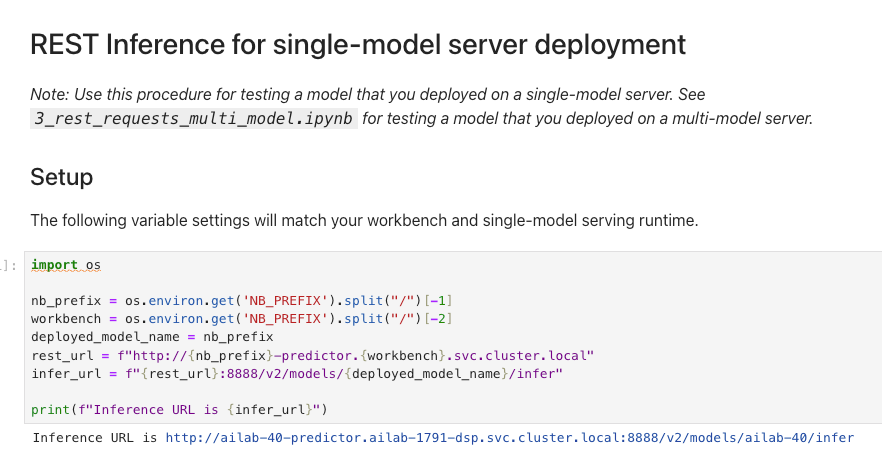 REST Inference for single-model server deployment
Note: Use this procedure for testing a model that you deployed on a single-model server. See
3_rest_requests_multi_model.ipynb for testing a model that you deployed on a multi-model server.
Setup
The following variable settings will match your workbench and single-model serving runtime.
]:
import os
nb_prefix = os.environ.get('NB_PREFIX').split("/")[-1]
workbench = os.environ.get('NB_PREFIX').split("/")[-2]
deployed_model_name = nb_prefix
rest_url = f"http://{nb_prefix}-predictor.{workbench}.svc.cluster.local"
infer_url = f"{rest_url}:8888/v2/models/{deployed_model_name}/infer"
print(f"Inference URL is {infer_url}")
Inference URL is http://ailab-40-predictor.ailab-1791-dsp.svc.cluster.local:8888/v2/models/ailab-40/infer